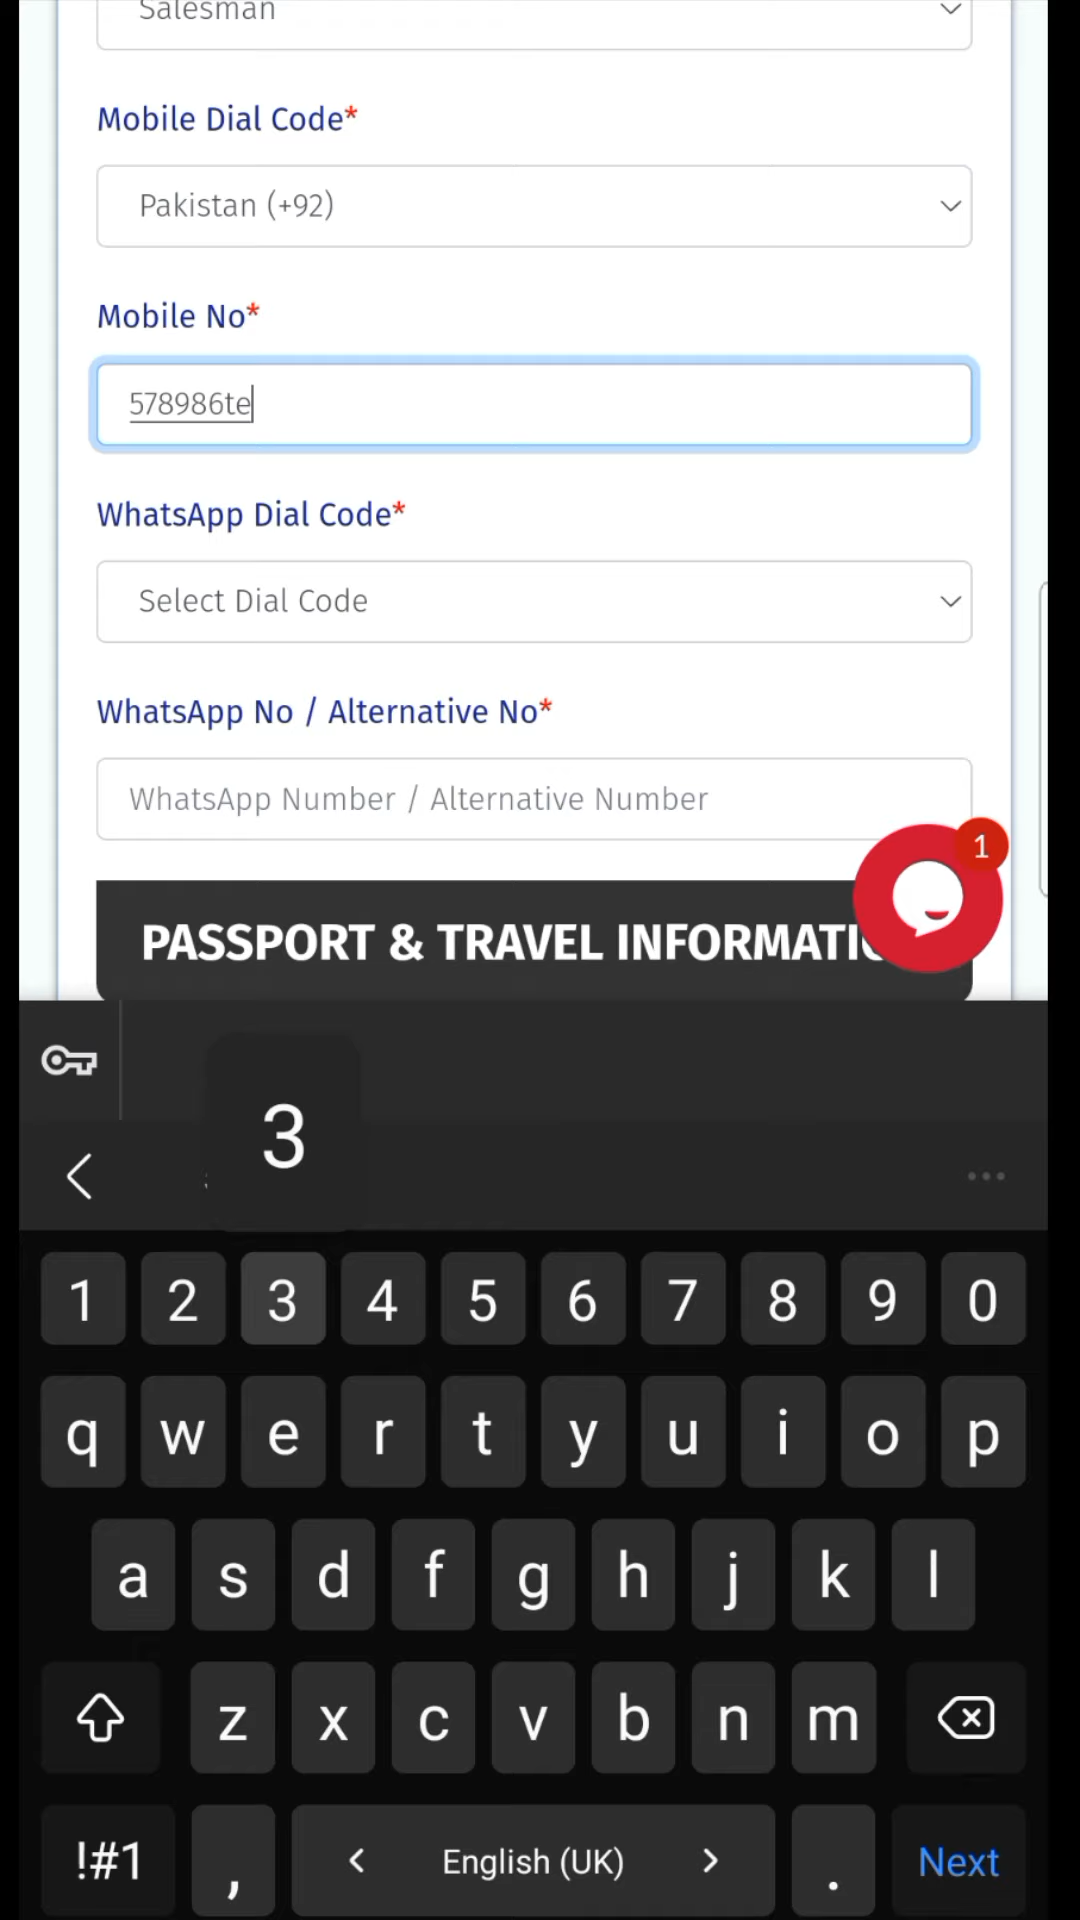 Salesman
Mobile Dial Code*
Pakistan (+92)
Mobile No*
578986te
WhatsApp Dial Code*
Select Dial Code
WhatsApp No / Alternative No*
WhatsApp Number / Alternative Number
1
PASSPORT & TRAVEL INFORMATI
3
1 2 3 4 5 6 7 8 9 0
q w e r t y u i o p
a s d f g h j k l
z x c v b n m
!#1 , < English (UK) > . Next